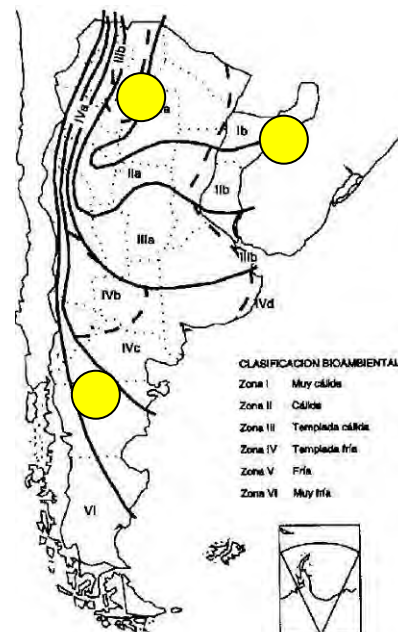 IIIb
IVa
a
Ib
IIa
IIb
IIIa
IIIb
IVb
IVd
IVc
VI
CLASIFICACION BIOAMBIENTAL
Zona I Muy cálida
Zona II Cálida
Zona III Templada cálida
Zona IV Templada fría
Zona V Fría
Zona VI Muy fría